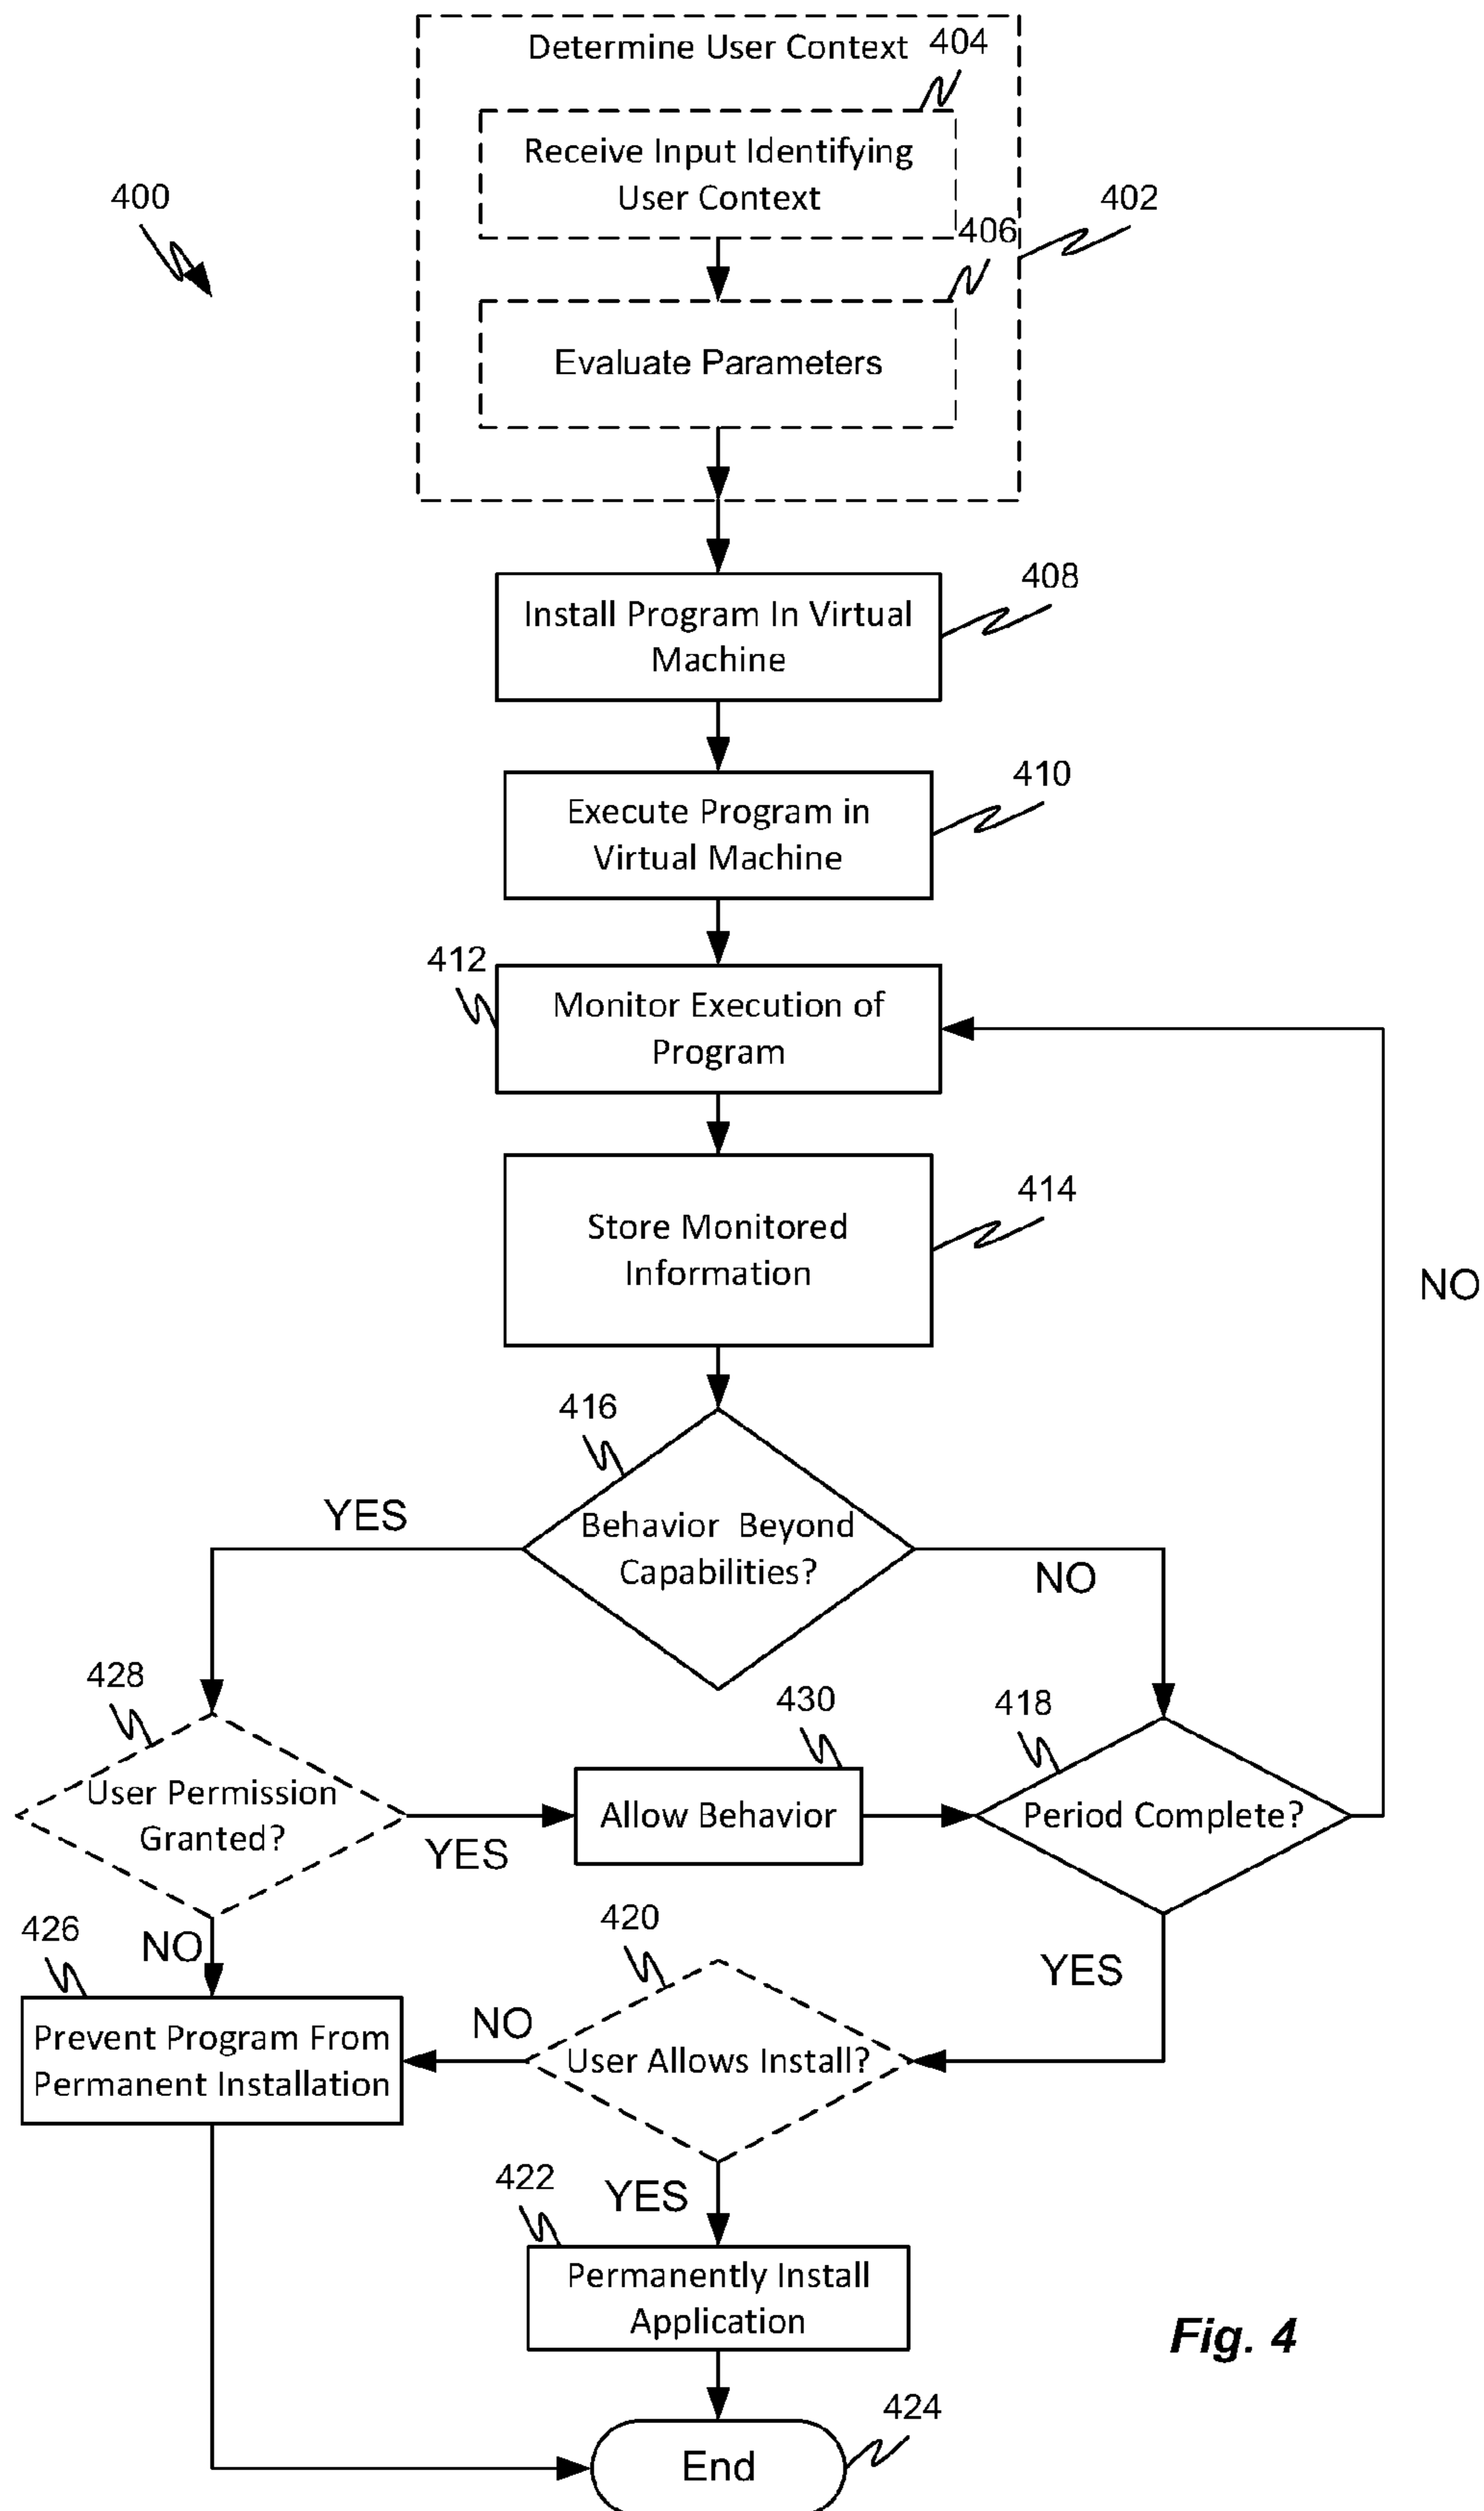 Determine User Context
404
Receive Input Identifying
User Context
400
402
406
Evaluate Parameters
408
Install Program In Virtual
Machine
410
Execute Program in
Virtual Machine
412
Monitor Execution of
Program
414
Store Monitored
Information
NO
416
Behavior Beyond
Capabilities?
YES
NO
428
430
418
User Permission
Granted?
YES
Allow Behavior
Period Complete?
426
NO
420
YES
Prevent Program From
Permanent Installation
NO
User Allows Install?
422
YES
Permanently Install
Application
Fig. 4
424
End